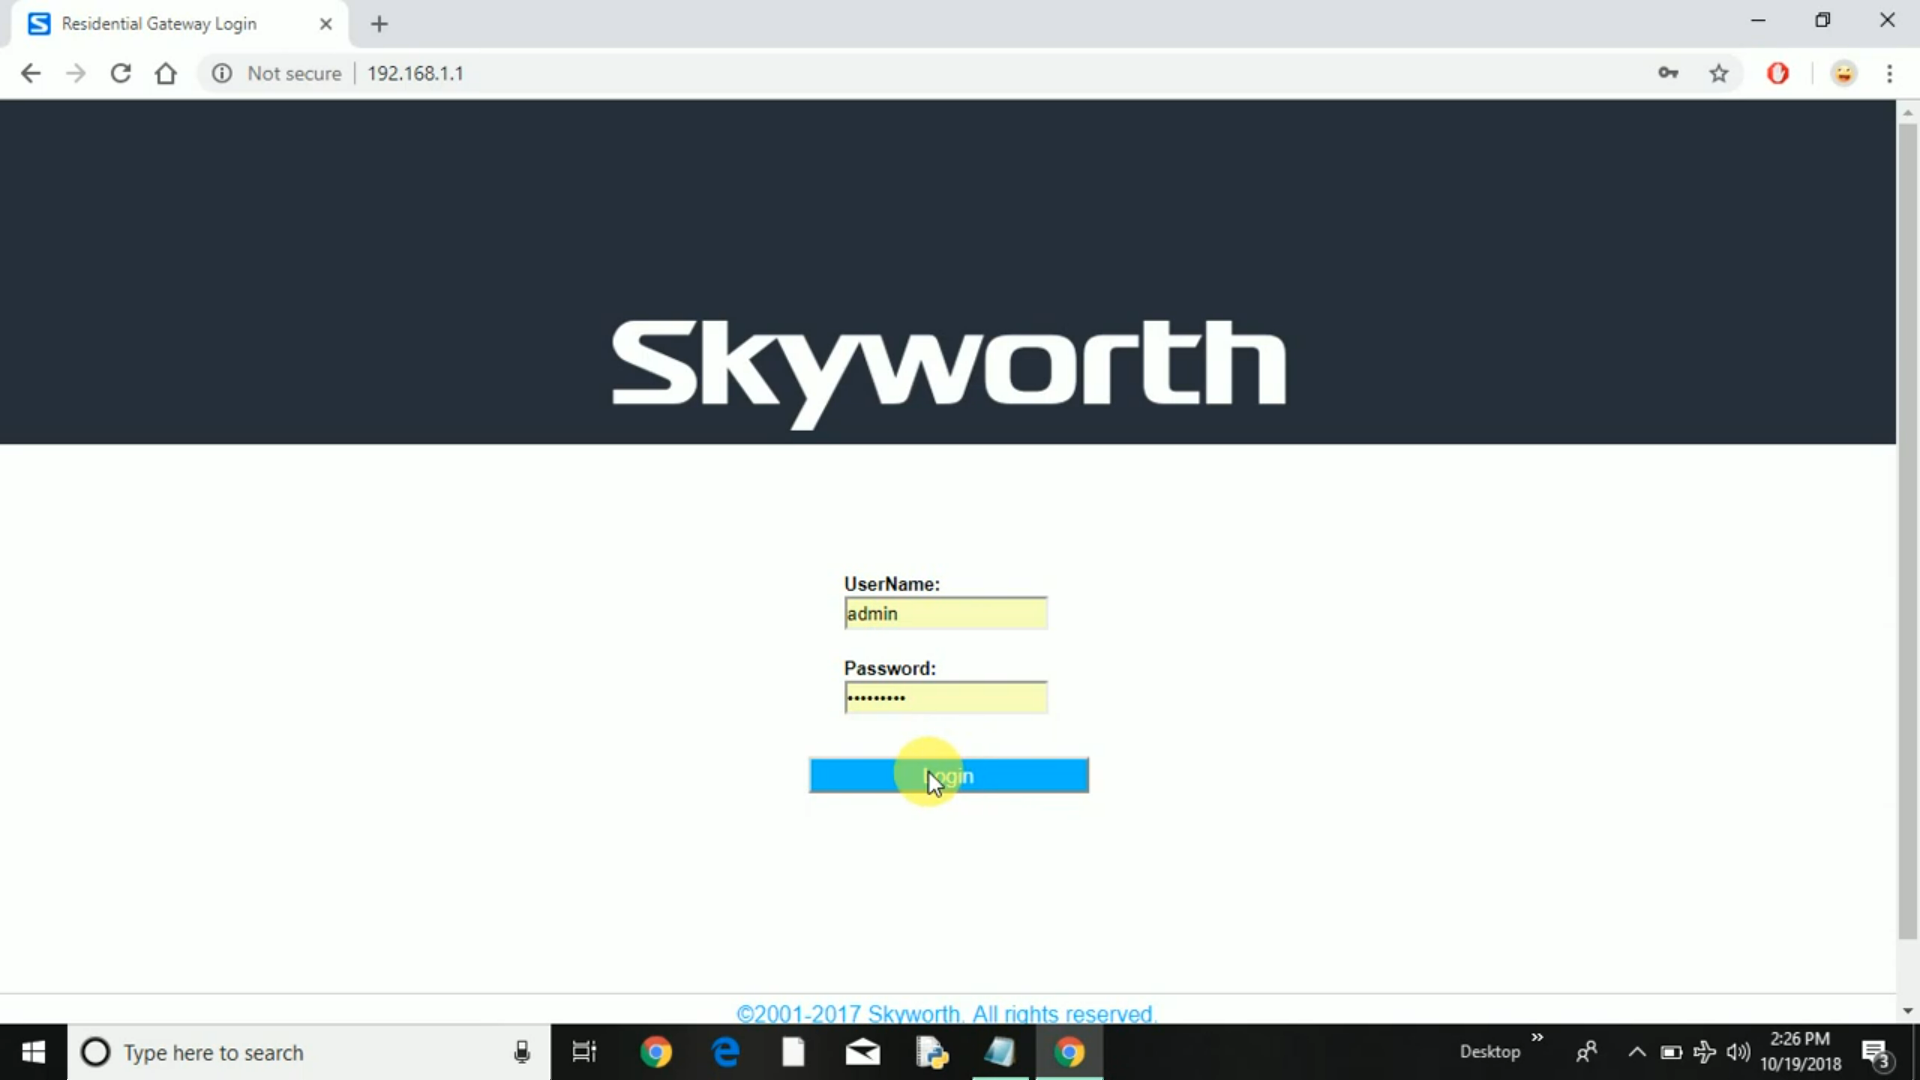 Residential Gateway Login
Not secure
192.168.1.1
Skyworth
UserName:
admin
Password:
•••••••••
Login
©2001-2017 Skyworth. All rights reserved.
Type here to search
Desktop
2:26 PM
10/19/2018
3